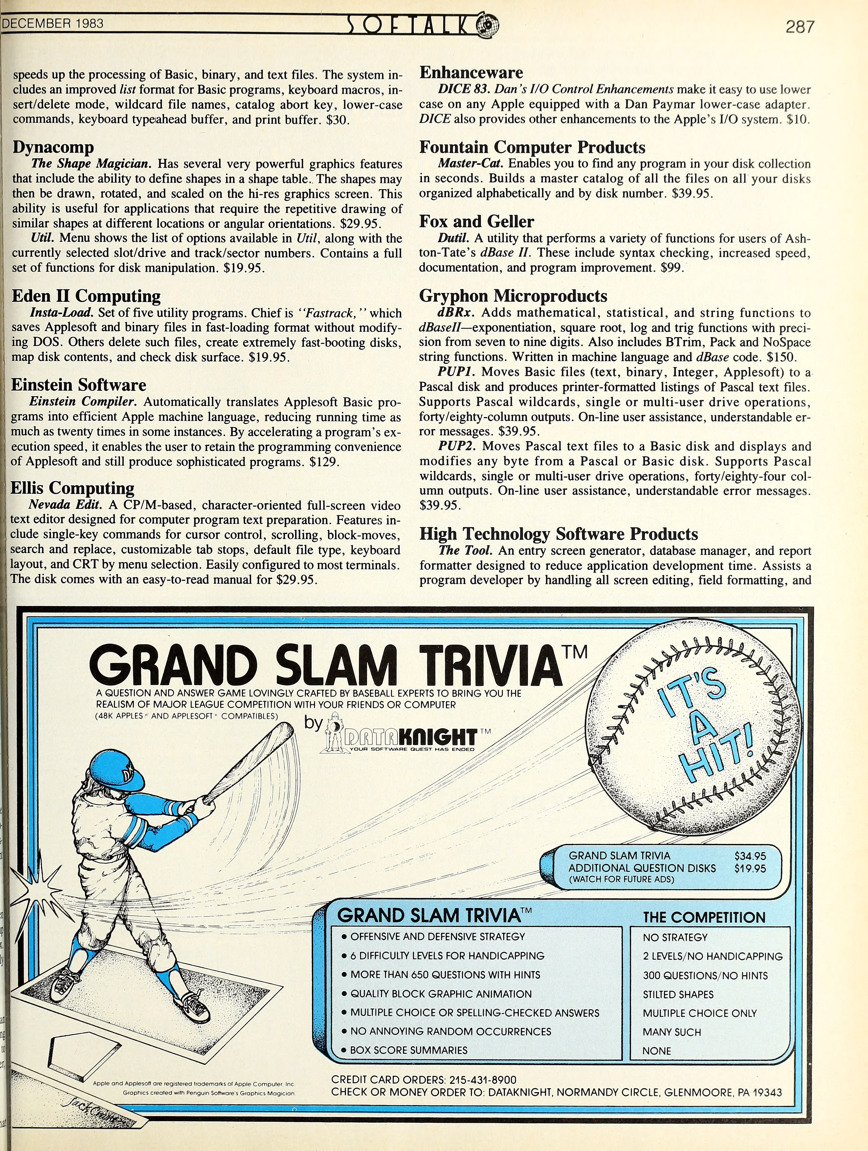 DECEMBER 1983
SOFTALK
287
speeds up the processing of Basic, binary, and text files. The system in-
cludes an improved list format for Basic programs, keyboard macros, in-
sert/delete mode, wildcard file names, catalog abort key, lower-case
commands, keyboard typeahead buffer, and print buffer. $30.
Dynacomp
The Shape Magician. Has several very powerful graphics features
that include the ability to define shapes in a shape table. The shapes may
then be drawn, rotated, and scaled on the hi-res graphics screen. This
ability is useful for applications that require the repetitive drawing of
similar shapes at different locations or angular orientations. $29.95.
Util. Menu shows the list of options available in Util, along with the
currently selected slot/drive and track/sector numbers. Contains a full
set of functions for disk manipulation. $19.95.
Eden II Computing
Insta-Load. Set of five utility programs. Chief is "Fastrack," which
saves Applesoft and binary files in fast-loading format without modify-
ing DOS. Others delete such files, create extremely fast-booting disks,
map disk contents, and check disk surface. $19.95.
Einstein Software
Einstein Compiler. Automatically translates Applesoft Basic pro-
grams into efficient Apple machine language, reducing running time as
much as twenty times in some instances. By accelerating a program's ex-
ecution speed, it enables the user to retain the programming convenience
of Applesoft and still produce sophisticated programs. $129.
Ellis Computing
Nevada Edit. A CP/M-based, character-oriented full-screen video
text editor designed for computer program text preparation. Features in-
clude single-key commands for cursor control, scrolling, block-moves,
search and replace, customizable tab stops, default file type, keyboard
layout, and CRT by menu selection. Easily configured to most terminals.
The disk comes with an easy-to-read manual for $29.95.
Enhanceware
DICE 83. Dan's I/O Control Enhancements make it easy to use lower
case on any Apple equipped with a Dan Paymar lower-case adapter.
DICE also provides other enhancements to the Apple's I/O system. $10.
Fountain Computer Products
Master-Cat. Enables you to find any program in your disk collection
in seconds. Builds a master catalog of all the files on all your disks
organized alphabetically and by disk number. $39.95.
Fox and Geller
Dutil. A utility that performs a variety of functions for users of Ash-
ton-Tate's dBase II. These include syntax checking, increased speed,
documentation, and program improvement. $99.
Gryphon Microproducts
dBRx. Adds mathematical, statistical, and string functions to
dBaseII—exponentiation, square root, log and trig functions with preci-
sion from seven to nine digits. Also includes BTrim, Pack and NoSpace
string functions. Written in machine language and dBase code. $150.
PUP1. Moves Basic files (text, binary, Integer, Applesoft) to a
Pascal disk and produces printer-formatted listings of Pascal text files.
Supports Pascal wildcards, single or multi-user drive operations,
forty/eighty-column outputs. On-line user assistance, understandable er-
ror messages. $39.95.
PUP2. Moves Pascal text files to a Basic disk and displays and
modifies any byte from a Pascal or Basic disk. Supports Pascal
wildcards, single or multi-user drive operations, forty/eighty-four col-
umn outputs. On-line user assistance, understandable error messages.
$39.95.
High Technology Software Products
The Tool. An entry screen generator, database manager, and report
formatter designed to reduce application development time. Assists a
program developer by handling all screen editing, field formatting, and
GRAND SLAM TRIVIA™
A QUESTION AND ANSWER GAME LOVINGLY CRAFTED BY BASEBALL EXPERTS TO BRING YOU THE
REALISM OF MAJOR LEAGUE COMPETITION WITH YOUR FRIENDS OR COMPUTER
(48K APPLES™ AND APPLESOFT™ COMPATIBLES)
by DATAKNIGHT™
YOUR SOFTWARE QUEST HAS ENDED
IT'S
A
HIT!
GRAND SLAM TRIVIA $34.95
ADDITIONAL QUESTION DISKS $19.95
(WATCH FOR FUTURE ADS)
GRAND SLAM TRIVIA™ THE COMPETITION
• OFFENSIVE AND DEFENSIVE STRATEGY NO STRATEGY
• 6 DIFFICULTY LEVELS FOR HANDICAPPING 2 LEVELS/NO HANDICAPPING
• MORE THAN 650 QUESTIONS WITH HINTS 300 QUESTIONS/NO HINTS
• QUALITY BLOCK GRAPHIC ANIMATION STILTED SHAPES
• MULTIPLE CHOICE OR SPELLING-CHECKED ANSWERS MULTIPLE CHOICE ONLY
• NO ANNOYING RANDOM OCCURRENCES MANY SUCH
• BOX SCORE SUMMARIES NONE
Apple and Applesoft are registered trademarks of Apple Computer, Inc.
Graphics created with Penguin Software's Graphics Magician
CREDIT CARD ORDERS: 215-431-8900
CHECK OR MONEY ORDER TO: DATAKNIGHT, NORMANDY CIRCLE, GLENMOORE, PA 19343
Jack